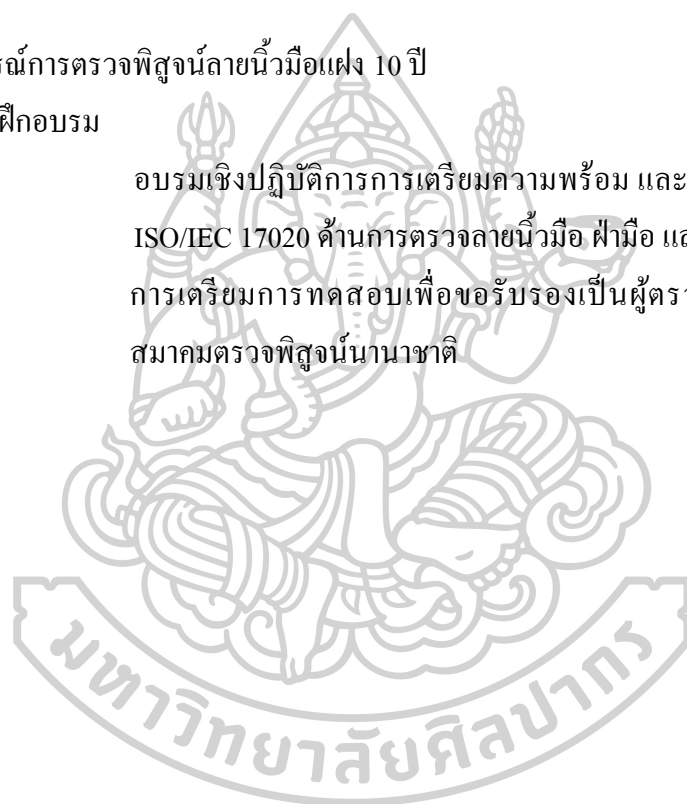 รณ์การตรวจพิสูจน์ลายนิ้วมือแฝง 10 ปี
ฝึกอบรม
อบรมเชิงปฏิบัติการการเตรียมความพร้อม และ
ISO/IEC 17020 ด้านการตรวจลายนิ้วมือ ฝ่ามือ แล
การเตรียมการทดสอบเพื่อขอรับรองเป็นผู้ตรว
สมาคมตรวจพิสูจน์นานาชาติ
มหาวิทยาลัยศิลปากร